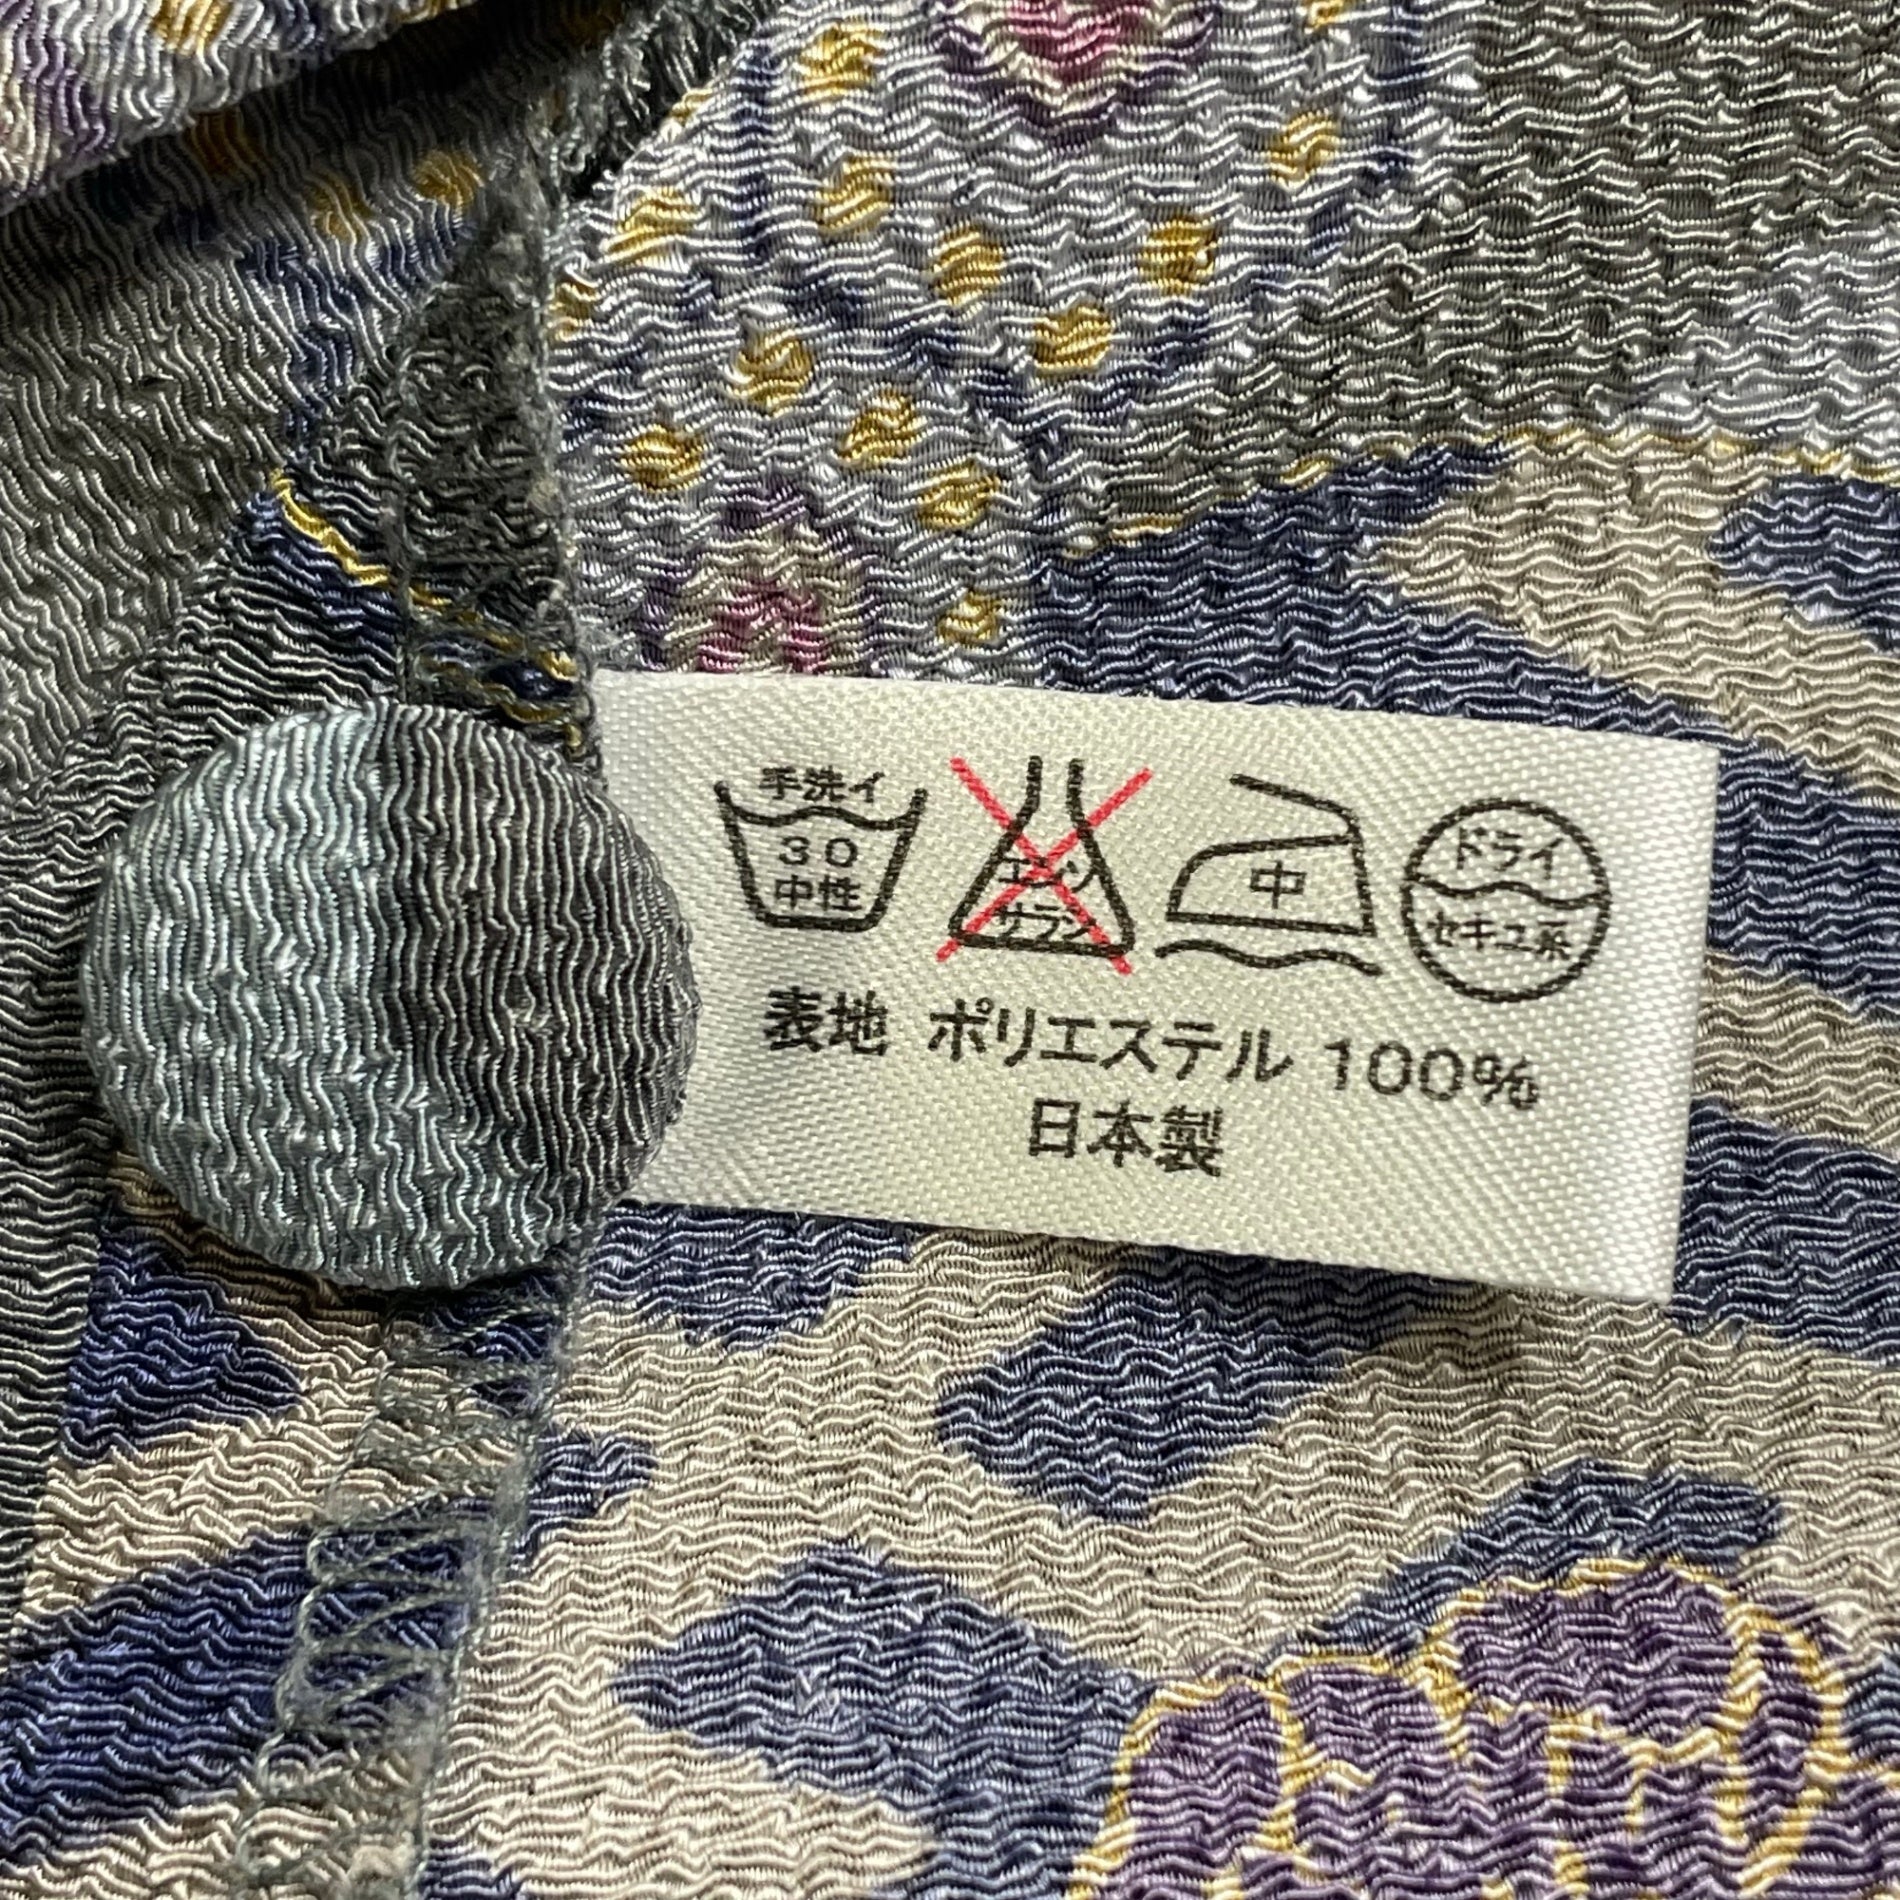 手洗イ
30
中性
エンソ
サラシ
中
ドライ
セキユ系
表地 ポリエステル 100%
日本製